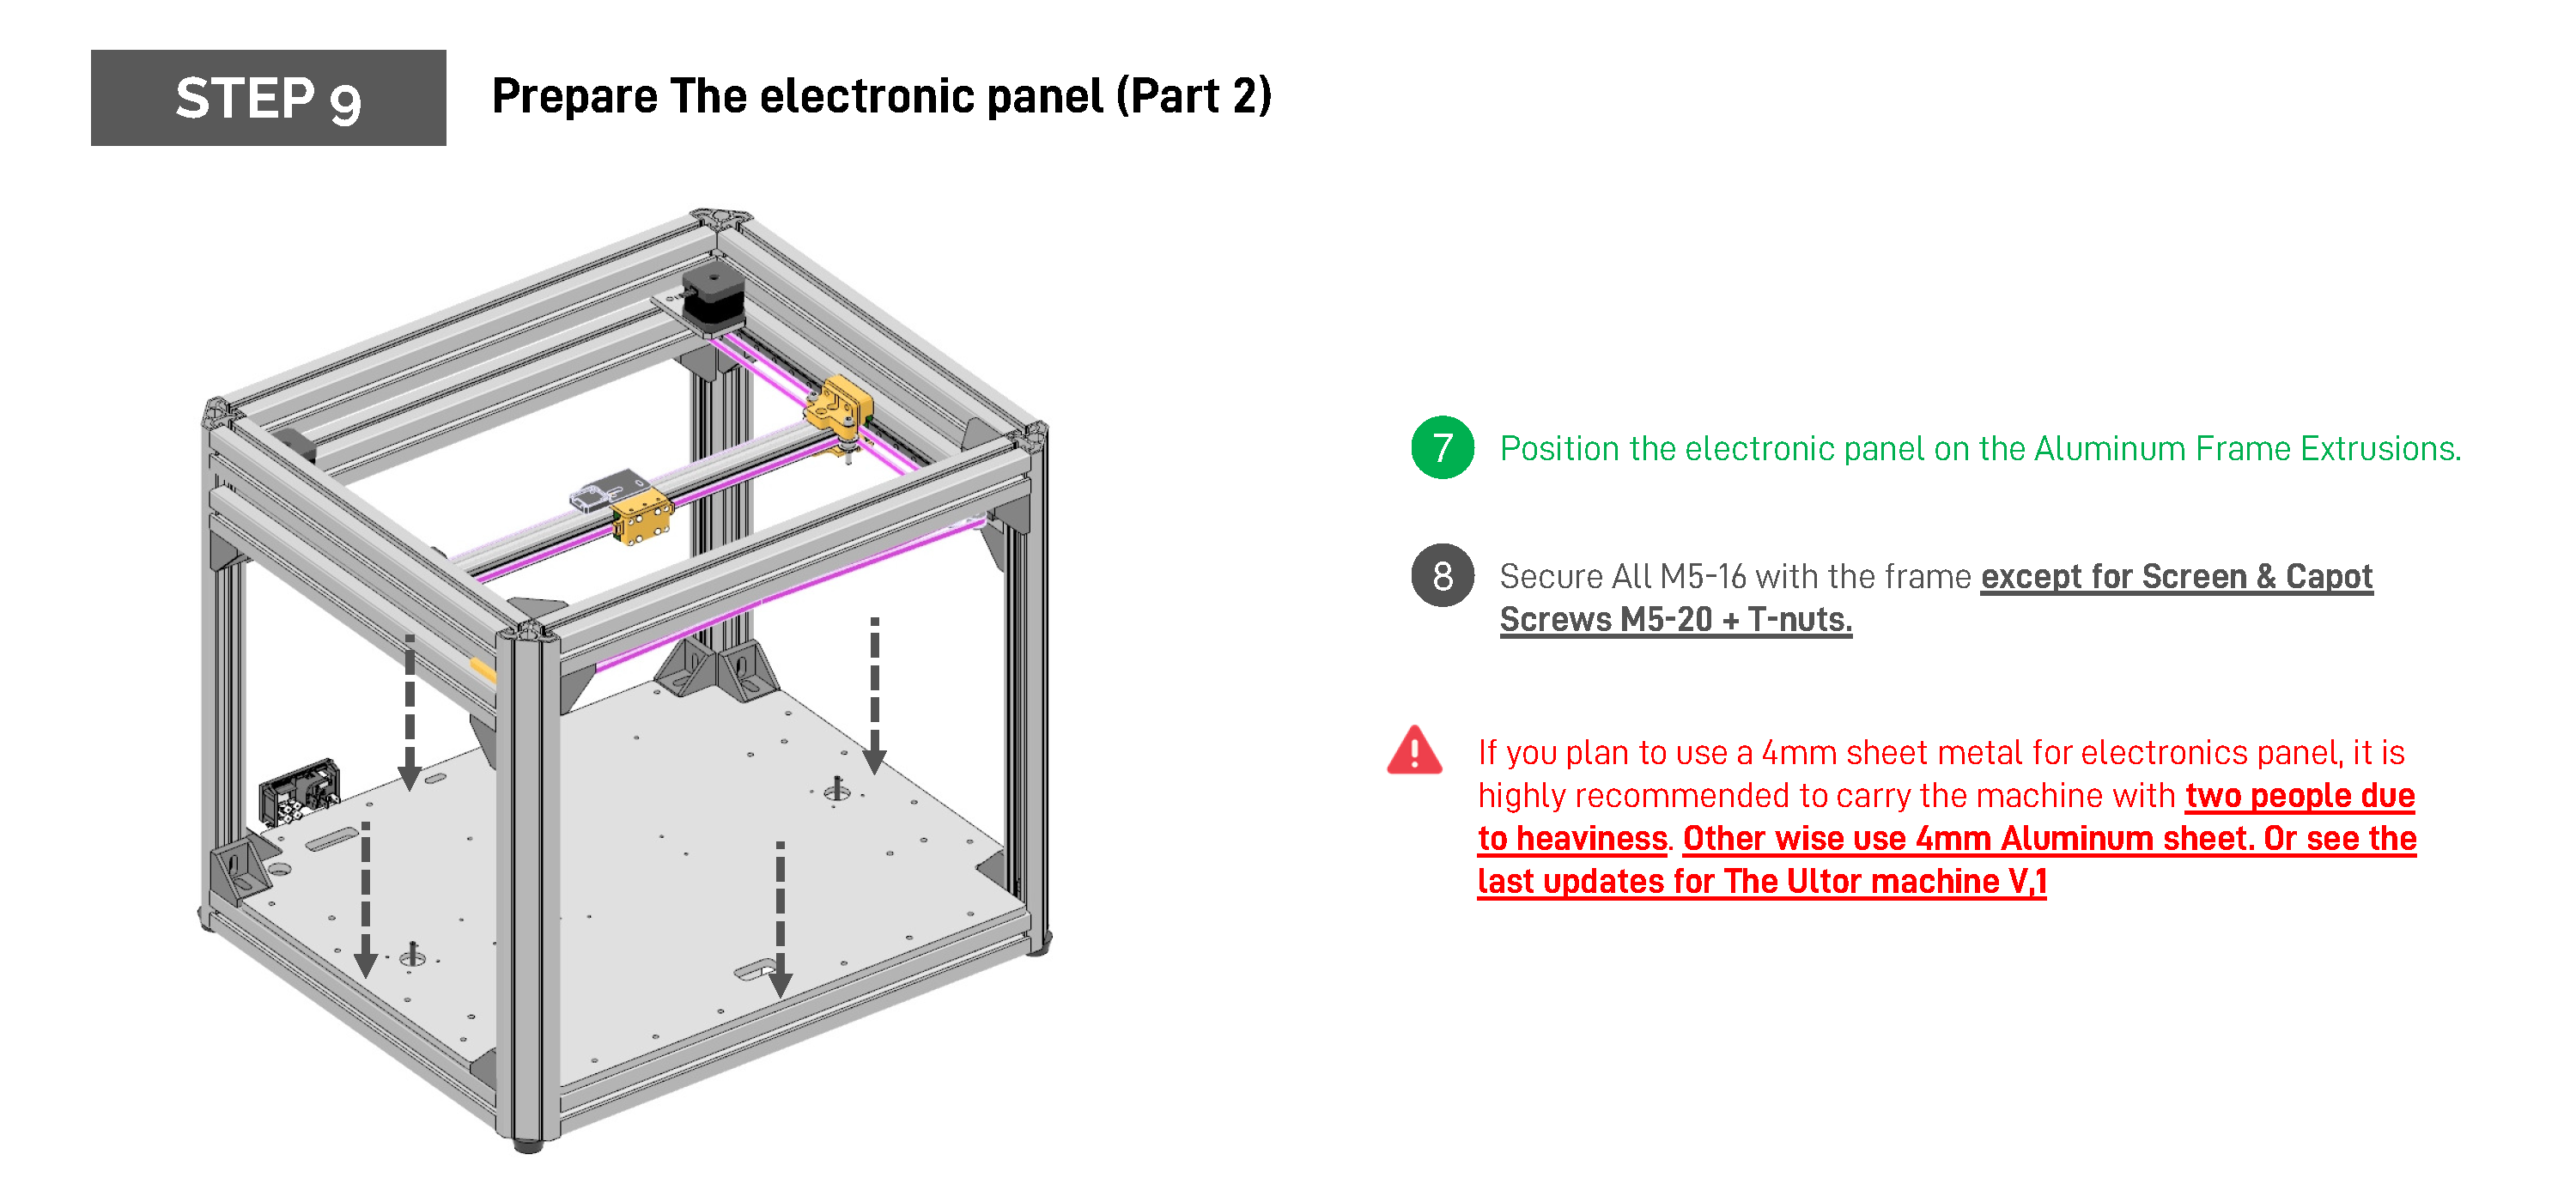 STEP 9
Prepare The electronic panel (Part 2)
7
Position the electronic panel on the Aluminum Frame Extrusions.
8
Secure All M5-16 with the frame except for Screen & Capot
Screws M5-20 + T-nuts.
If you plan to use a 4mm sheet metal for electronics panel, it is
highly recommended to carry the machine with two people due
to heaviness. Other wise use 4mm Aluminum sheet. Or see the
last updates for The Ultor machine V,1